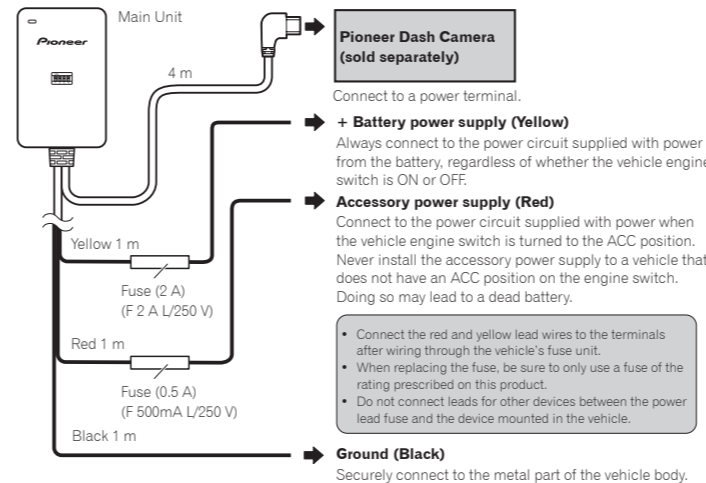 Main Unit
Pioneer
4 m
Pioneer Dash Camera
(sold separately)
Connect to a power terminal.
+ Battery power supply (Yellow)
Always connect to the power circuit supplied with power
from the battery, regardless of whether the vehicle engine
switch is ON or OFF.
Accessory power supply (Red)
Connect to the power circuit supplied with power when
the vehicle engine switch is turned to the ACC position.
Never install the accessory power supply to a vehicle that
does not have an ACC position on the engine switch.
Doing so may lead to a dead battery.
Yellow 1 m
Fuse (2 A)
(F 2 A L/250 V)
Red 1 m
Fuse (0.5 A)
(F 500mA L/250 V)
• Connect the red and yellow lead wires to the terminals
after wiring through the vehicle's fuse unit.
• When replacing the fuse, be sure to only use a fuse of the
rating prescribed on this product.
• Do not connect leads for other devices between the power
lead fuse and the device mounted in the vehicle.
Black 1 m
Ground (Black)
Securely connect to the metal part of the vehicle body.